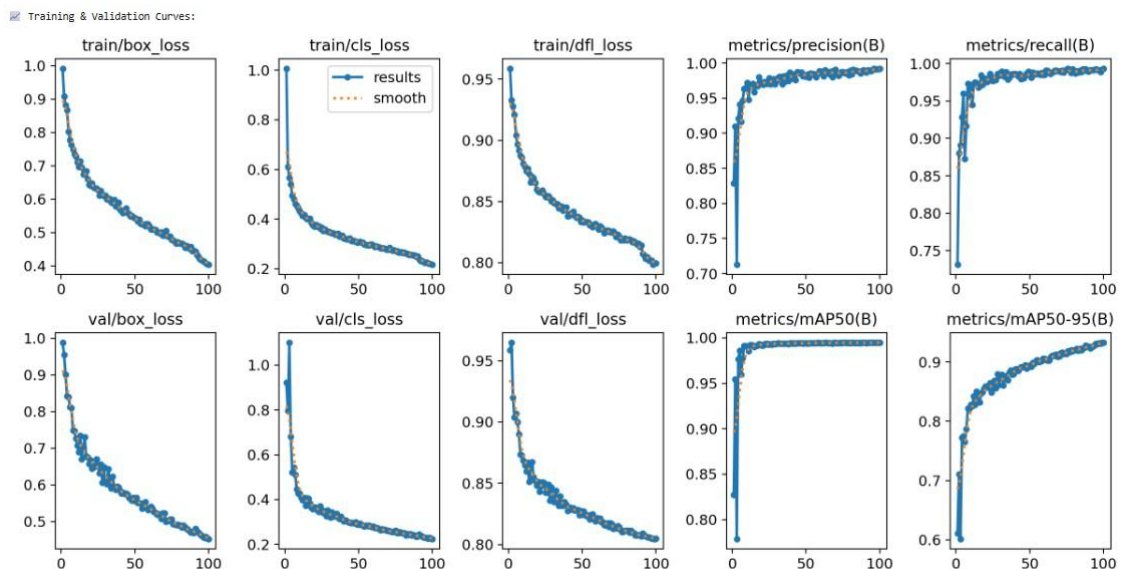 📈 Training & Validation Curves:
train/box_loss
train/cls_loss
train/dfl_loss
metrics/precision(B)
metrics/recall(B)
1.0
0.9
0.8
0.7
0.6
0.5
0.4
0 50 100
1.0
0.8
0.6
0.4
0.2
0 50 100
results
smooth
0.95
0.90
0.85
0.80
0 50 100
1.00
0.95
0.90
0.85
0.80
0.75
0.70
0 50 100
1.00
0.95
0.90
0.85
0.80
0.75
0 50 100
val/box_loss
val/cls_loss
val/dfl_loss
metrics/mAP50(B)
metrics/mAP50-95(B)
1.0
0.9
0.8
0.7
0.6
0.5
0 50 100
1.0
0.8
0.6
0.4
0.2
0 50 100
0.95
0.90
0.85
0.80
0 50 100
1.00
0.95
0.90
0.85
0.80
0 50 100
0.9
0.8
0.7
0.6
0 50 100